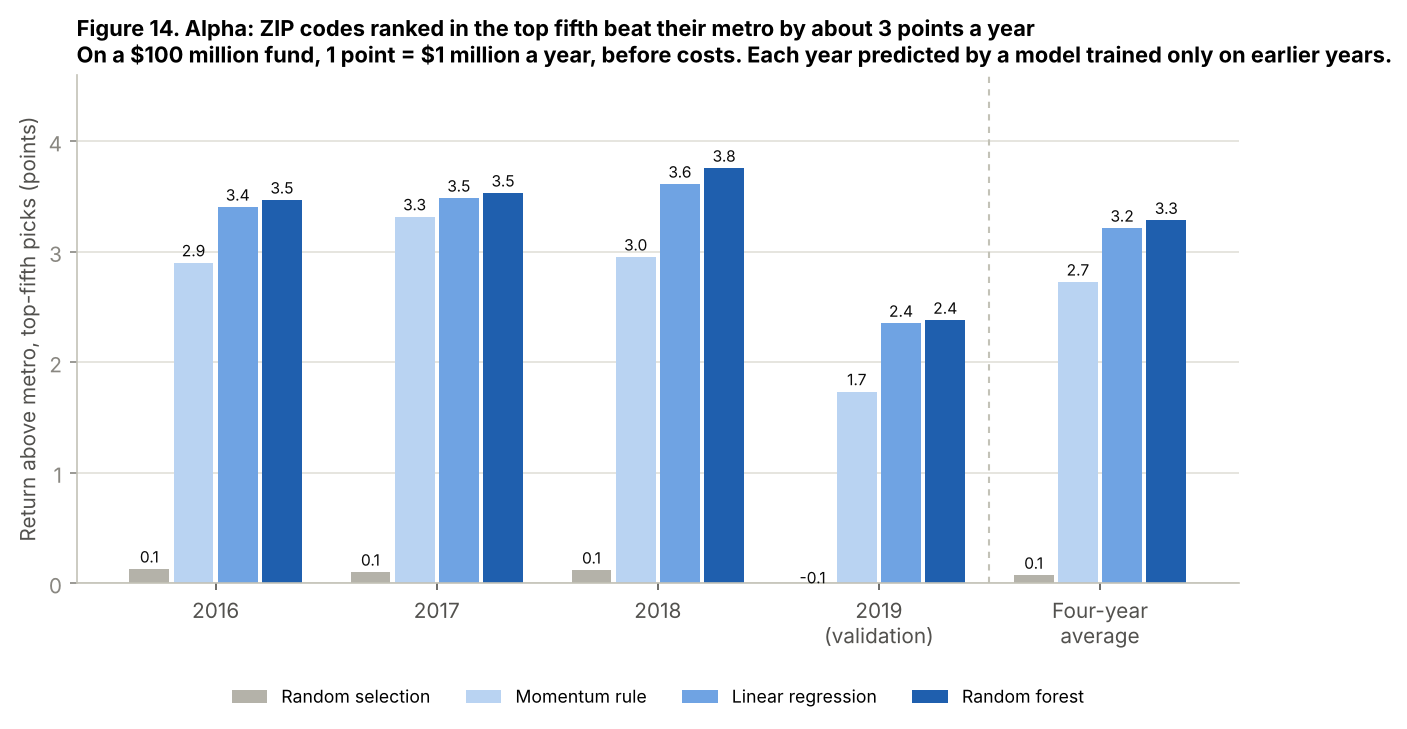 Figure 14. Alpha: ZIP codes ranked in the top fifth beat their metro by about 3 points a year
On a $100 million fund, 1 point = $1 million a year, before costs. Each year predicted by a model trained only on earlier years.
Return above metro, top-fifth picks (points)
4
3
2
1
0
0.1
2.9
3.4
3.5
0.1
3.3
3.5
3.5
0.1
3.0
3.6
3.8
-0.1
1.7
2.4
2.4
0.1
2.7
3.2
3.3
2016
2017
2018
2019
(validation)
Four-year
average
Random selection
Momentum rule
Linear regression
Random forest